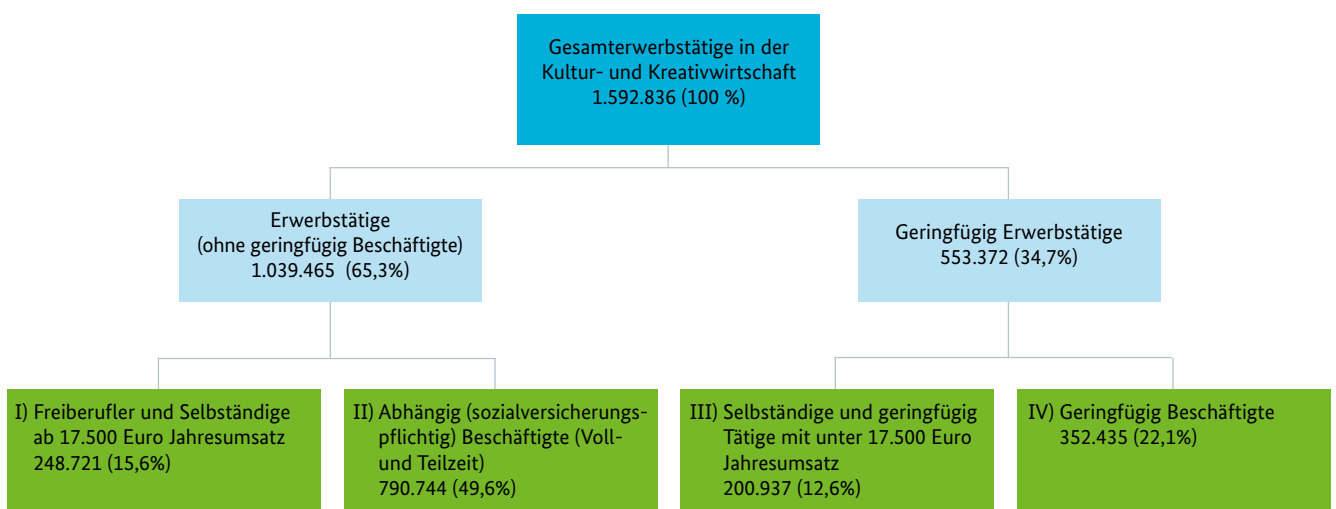 Gesamterwerbstätige in der
Kultur- und Kreativwirtschaft
1.592.836 (100 %)
Erwerbstätige
(ohne geringfügig Beschäftigte)
1.039.465 (65,3%)
Geringfügig Erwerbstätige
553.372 (34,7%)
I) Freiberufler und Selbständige
ab 17.500 Euro Jahresumsatz
248.721 (15,6%)
II) Abhängig (sozialversicherungs-
pflichtig) Beschäftigte (Voll-
und Teilzeit)
790.744 (49,6%)
III) Selbständige und geringfügig
Tätige mit unter 17.500 Euro
Jahresumsatz
200.937 (12,6%)
IV) Geringfügig Beschäftigte
352.435 (22,1%)